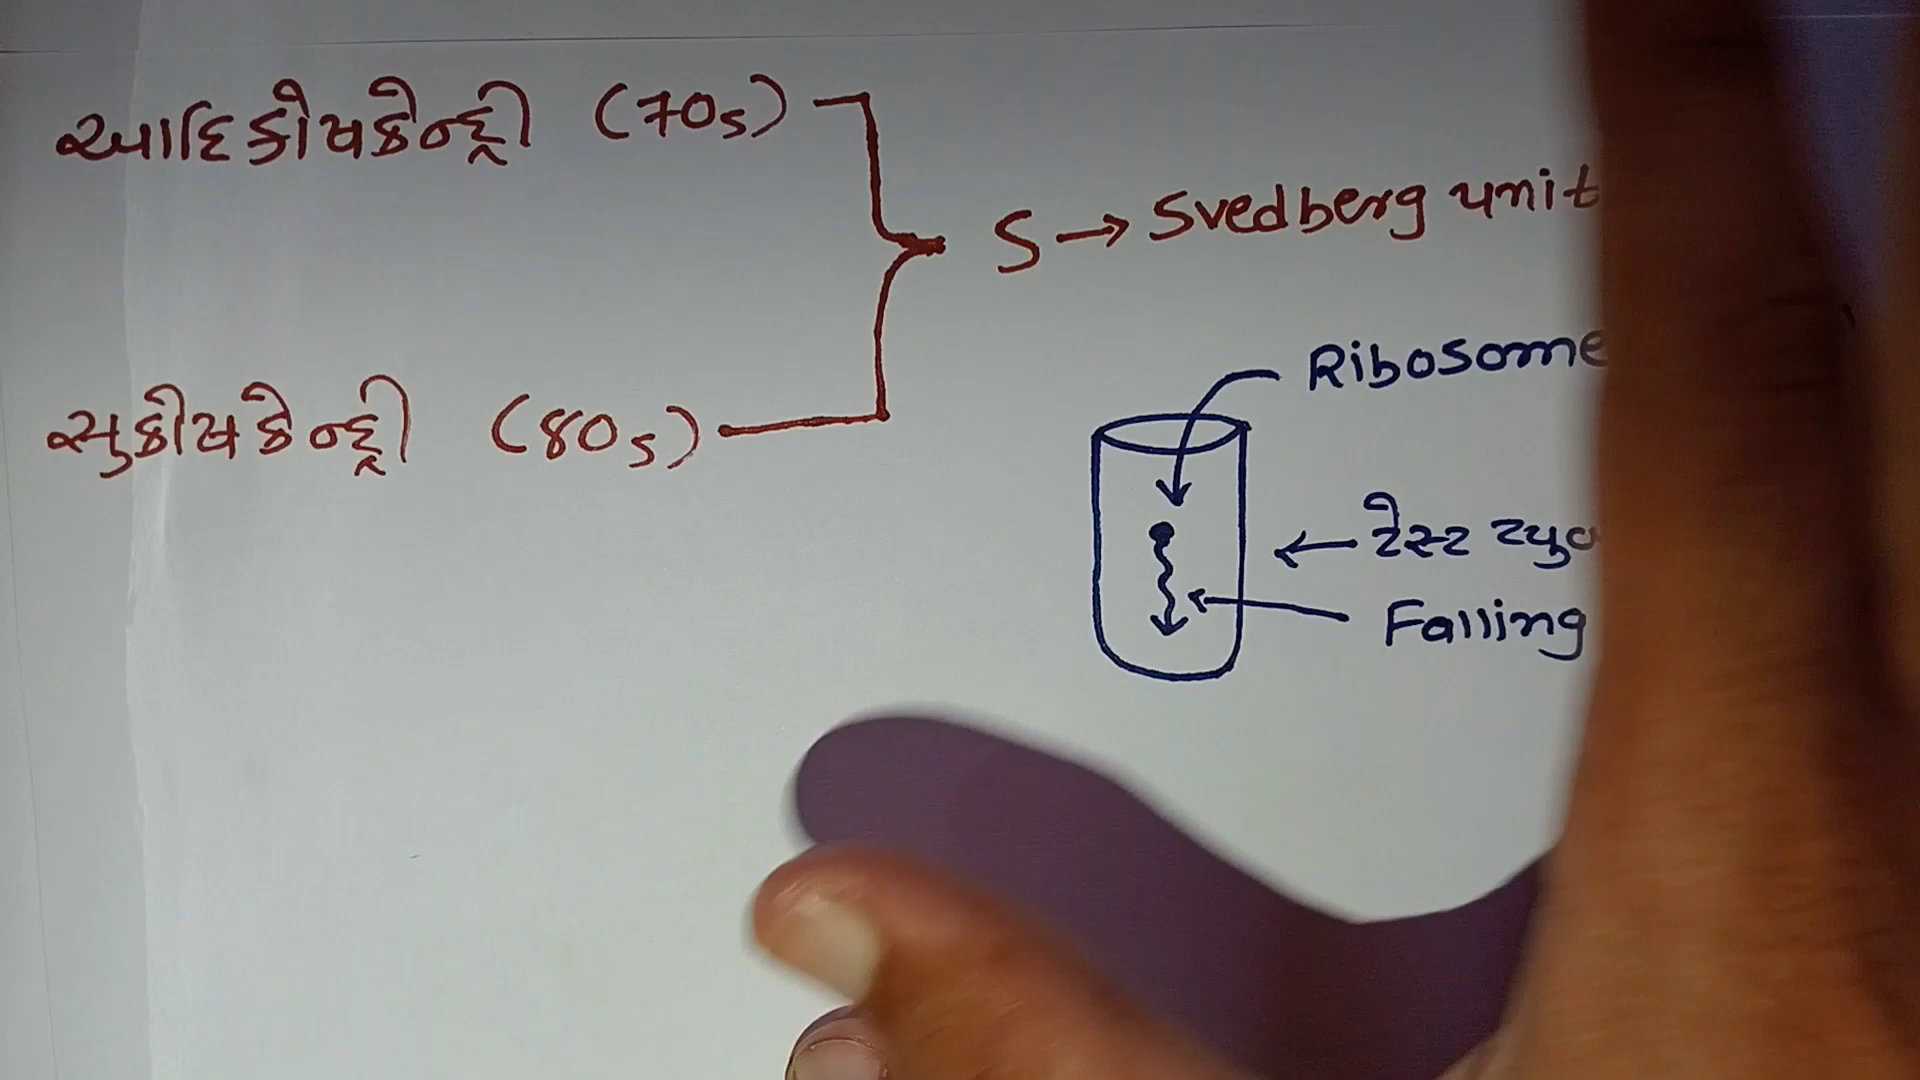 આદિકોષકેન્દ્રી (70s)
S → Svedberg unit
Ribosome
સુકોષકેન્દ્રી (80s)
← ટેસ્ટ
Falling